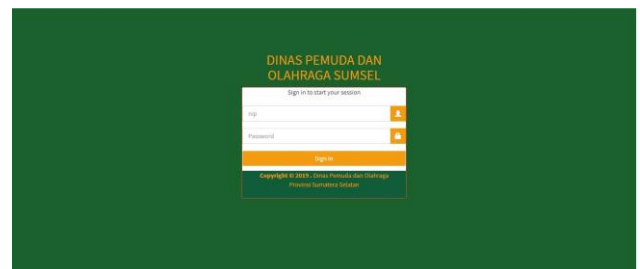 DINAS PEMUDA DAN
OLAHRAGA SUMSEL
Sign in to start your session
nip
Password
Sign In
Copyright © 2019 . Dinas Pemuda dan Olahraga
Provinsi Sumatera Selatan